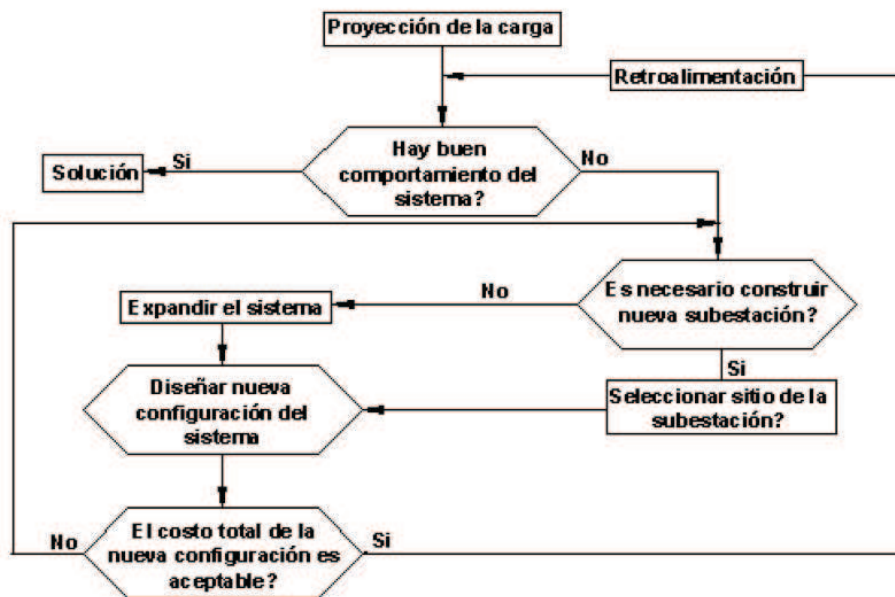 Proyección de la carga
Retroalimentación
Hay buen
comportamiento del
sistema?
Si
No
Solución
Es necesario construir
nueva subestación?
No
Expandir el sistema
Si
Seleccionar sitio de la
subestación?
Diseñar nueva
configuración del
sistema
El costo total de la
nueva configuración es
aceptable?
No
Si